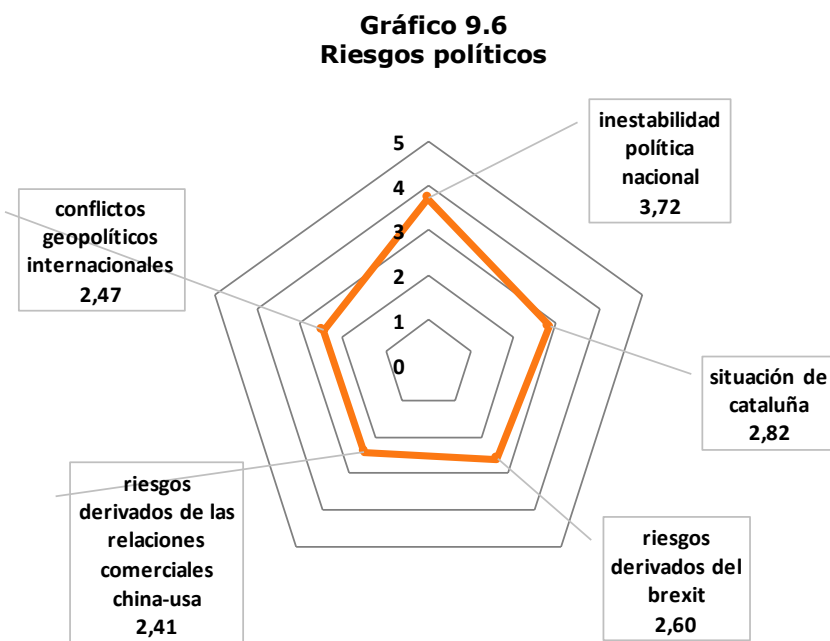 Gráfico 9.6
Riesgos políticos
inestabilidad
política
nacional
3,72
5
4
3
2
1
0
conflictos
geopolíticos
internacionales
2,47
situación de
cataluña
2,82
riesgos
derivados de las
relaciones
comerciales
china-usa
2,41
riesgos
derivados del
brexit
2,60